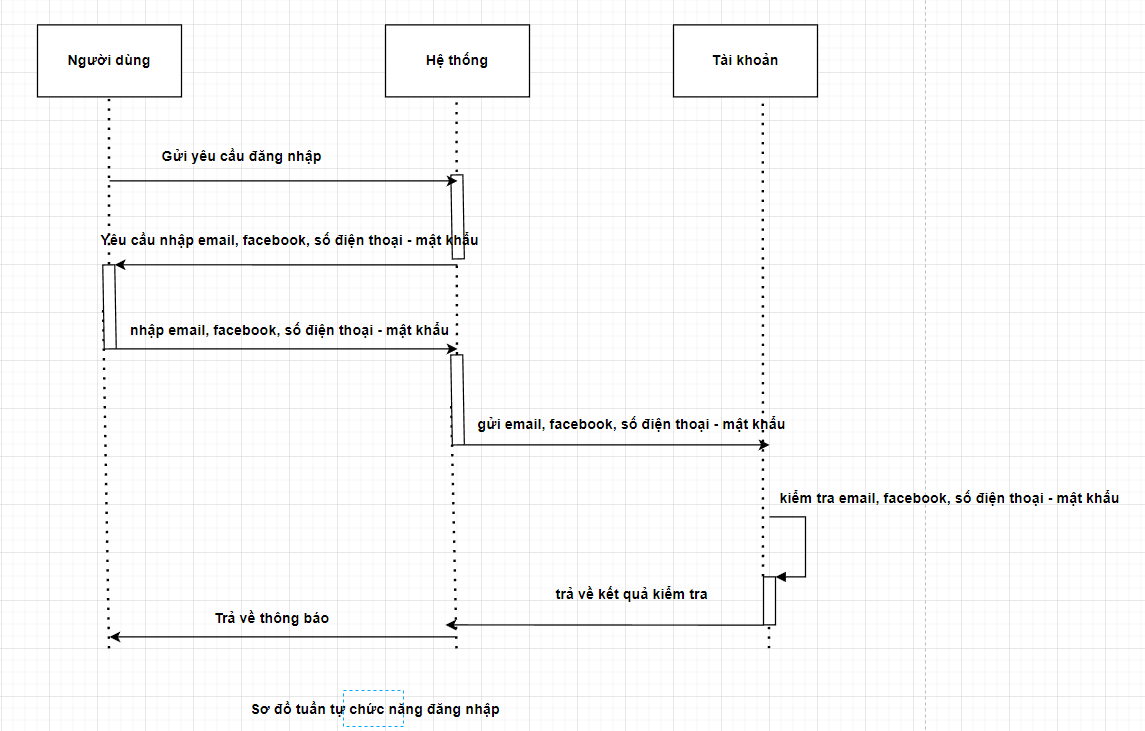 Người dùng
Hệ thống
Tài khoản
Gửi yêu cầu đăng nhập
Yêu cầu nhập email, facebook, số điện thoại - mật khẩu
nhập email, facebook, số điện thoại - mật khẩu
gửi email, facebook, số điện thoại - mật khẩu
kiểm tra email, facebook, số điện thoại - mật khẩu
trả về kết quả kiểm tra
Trả về thông báo
Sơ đồ tuần tự chức năng đăng nhập